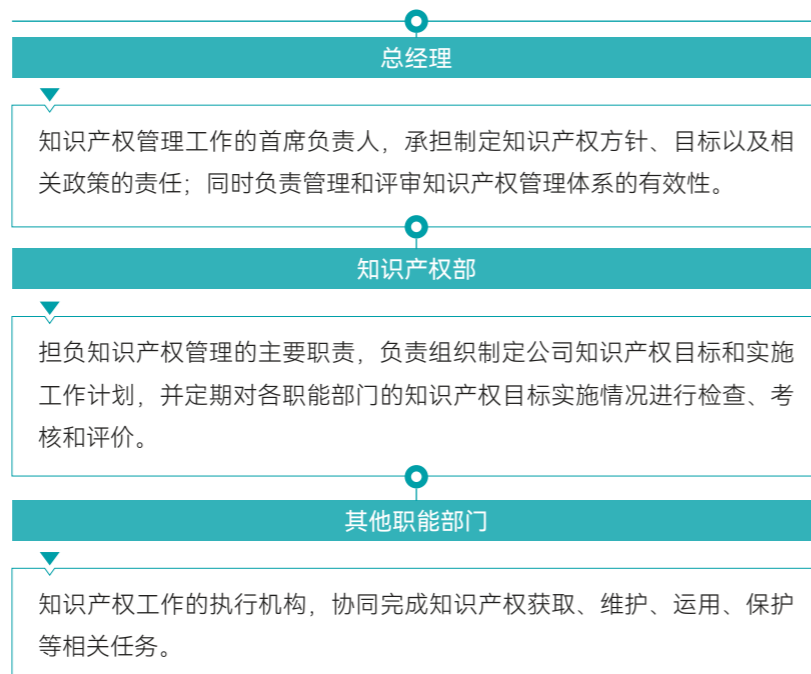 总经理
知识产权管理工作的首席负责人，承担制定知识产权方针、目标以及相
关政策的责任；同时负责管理和评审知识产权管理体系的有效性。
知识产权部
担负知识产权管理的主要职责，负责组织制定公司知识产权目标和实施
工作计划，并定期对各职能部门的知识产权目标实施情况进行检查、考
核和评价。
其他职能部门
知识产权工作的执行机构，协同完成知识产权获取、维护、运用、保护
等相关任务。